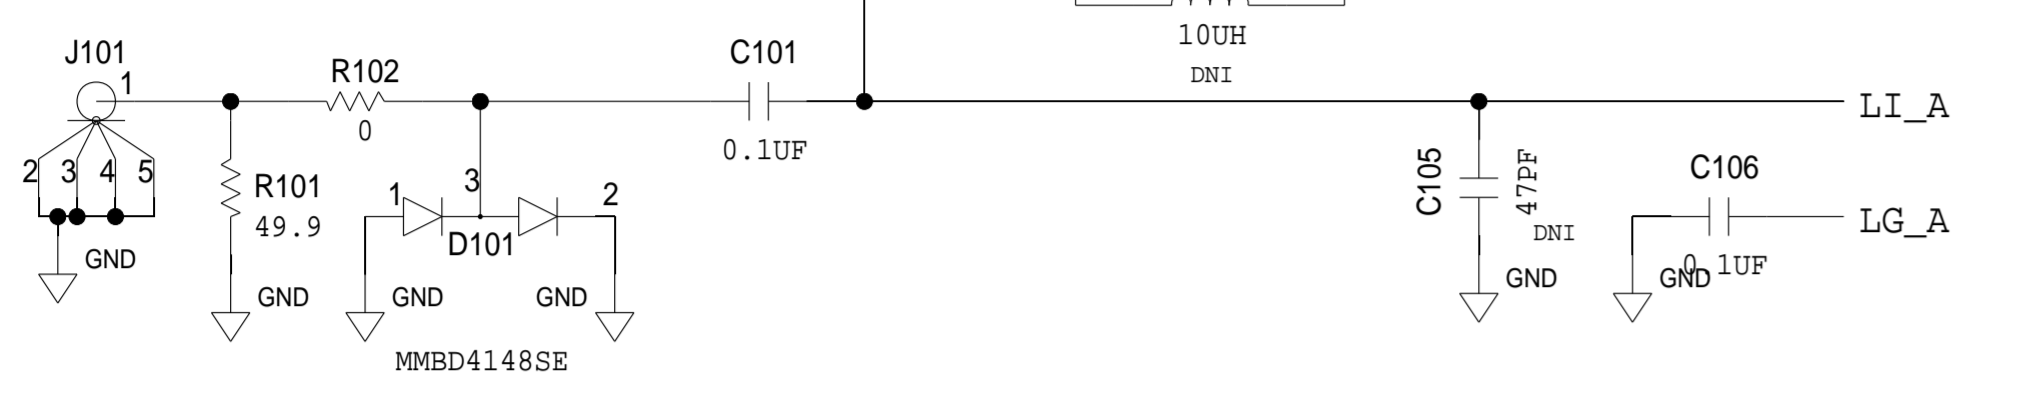 10UH
DNI
J101
1
R102
0
C101
0.1UF
LI_A
2
3
4
5
GND
R101
49.9
GND
1
3
2
D101
GND
GND
MMBD4148SE
C105
47PF
DNI
GND
C106
0.1UF
GND
LG_A